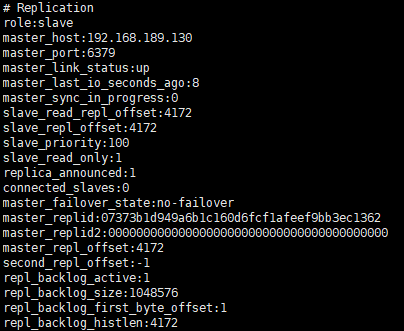 # Replication
role:slave
master_host:192.168.189.130
master_port:6379
master_link_status:up
master_last_io_seconds_ago:8
master_sync_in_progress:0
slave_read_repl_offset:4172
slave_repl_offset:4172
slave_priority:100
slave_read_only:1
replica_announced:1
connected_slaves:0
master_failover_state:no-failover
master_replid:07373b1d949a6b1c160d6fcf1afeef9bb3ec1362
master_replid2:0000000000000000000000000000000000000000
master_repl_offset:4172
second_repl_offset:-1
repl_backlog_active:1
repl_backlog_size:1048576
repl_backlog_first_byte_offset:1
repl_backlog_histlen:4172